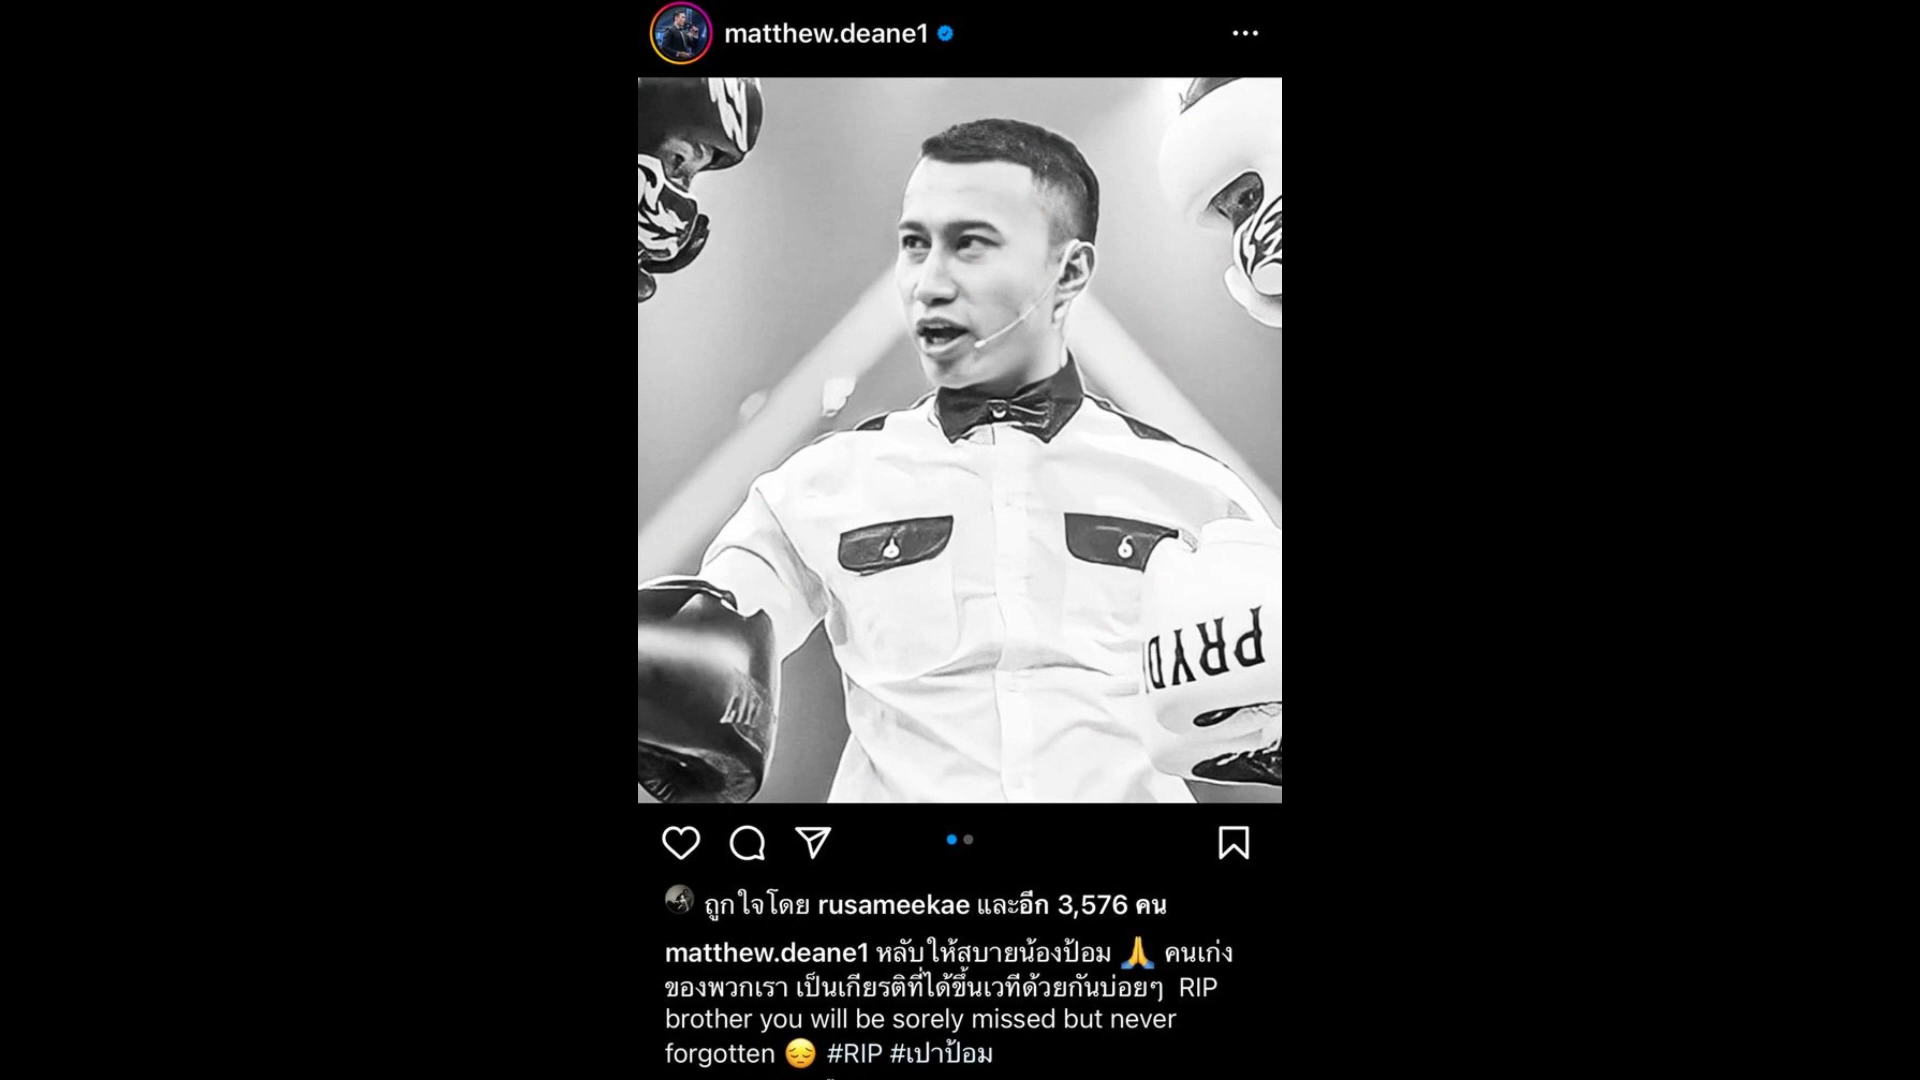 matthew.deane1
PRYD
ถูกใจโดย rusameekae และอีก 3,576 คน
matthew.deane1 หลับให้สบายน้องป้อม 🙏 คนเก่ง
ของพวกเรา เป็นเกียรติที่ได้ขึ้นเวทีด้วยกันบ่อยๆ RIP
brother you will be sorely missed but never
forgotten 😔 #RIP #เปาป้อม